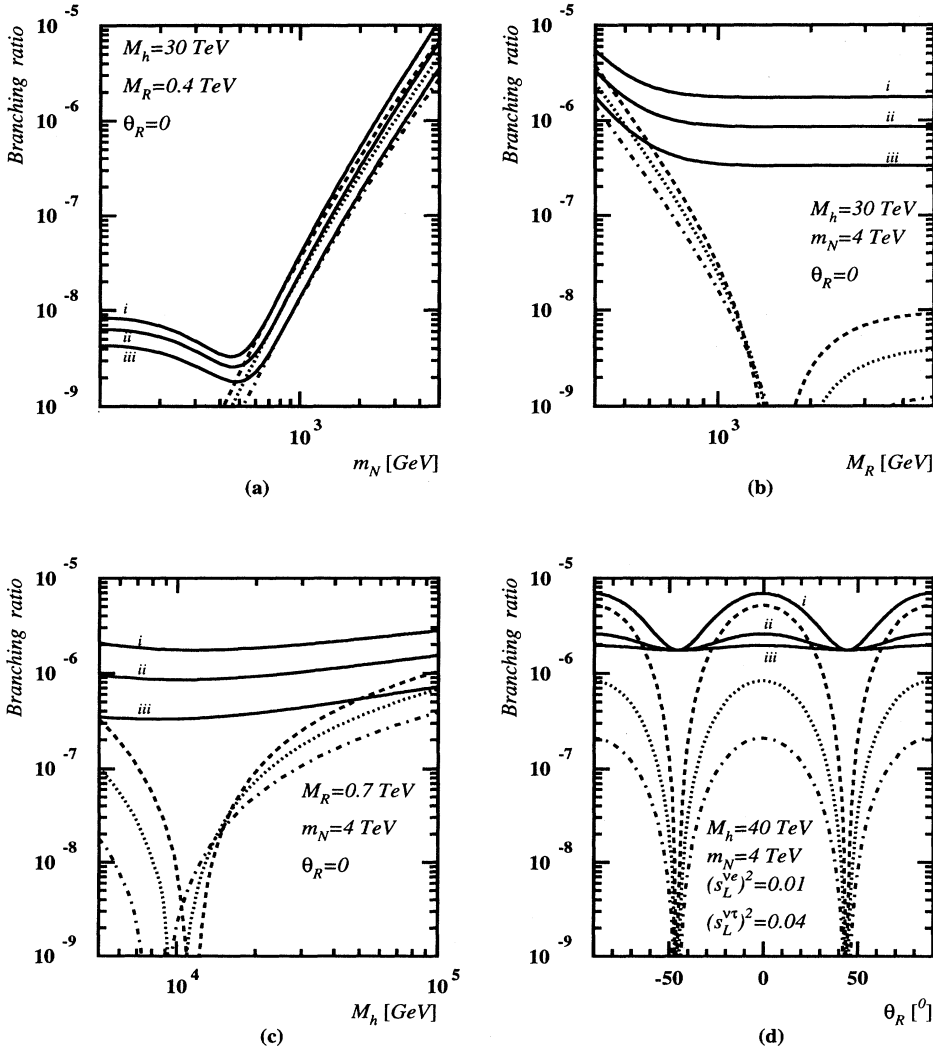 Branching ratio
10 -5
10 -6
10 -7
10 -8
10 -9
M_h=30 TeV
M_R=0.4 TeV
θ_R=0
i
ii
iii
10 3
m_N [GeV]
(a)
Branching ratio
10 -5
10 -6
10 -7
10 -8
10 -9
i
ii
iii
M_h=30 TeV
m_N=4 TeV
θ_R=0
10 3
M_R [GeV]
(b)
Branching ratio
10 -5
10 -6
10 -7
10 -8
10 -9
i
ii
iii
M_R=0.7 TeV
m_N=4 TeV
θ_R=0
10 4
10 5
M_h [GeV]
(c)
Branching ratio
10 -5
10 -6
10 -7
10 -8
10 -9
i
ii
iii
M_h=40 TeV
m_N=4 TeV
(s_L^νe)^2=0.01
(s_L^ντ)^2=0.04
-50
0
50
θ_R [^0]
(d)